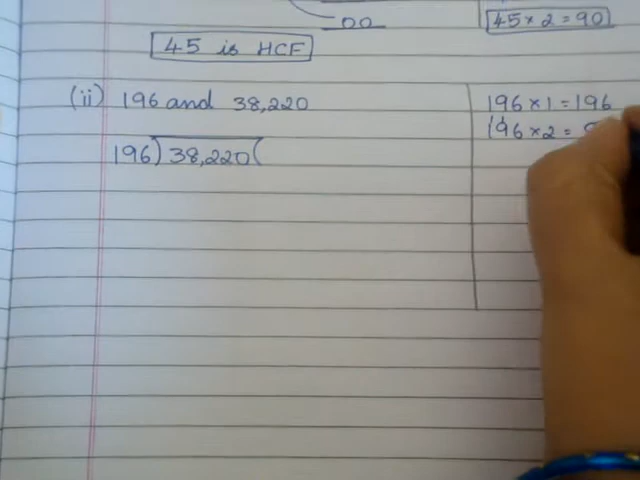 00
45 × 2 = 90
45 is HCF
(ii) 196 and 38,220
196 × 1 = 196
196 × 2 =
196) 38,220 (